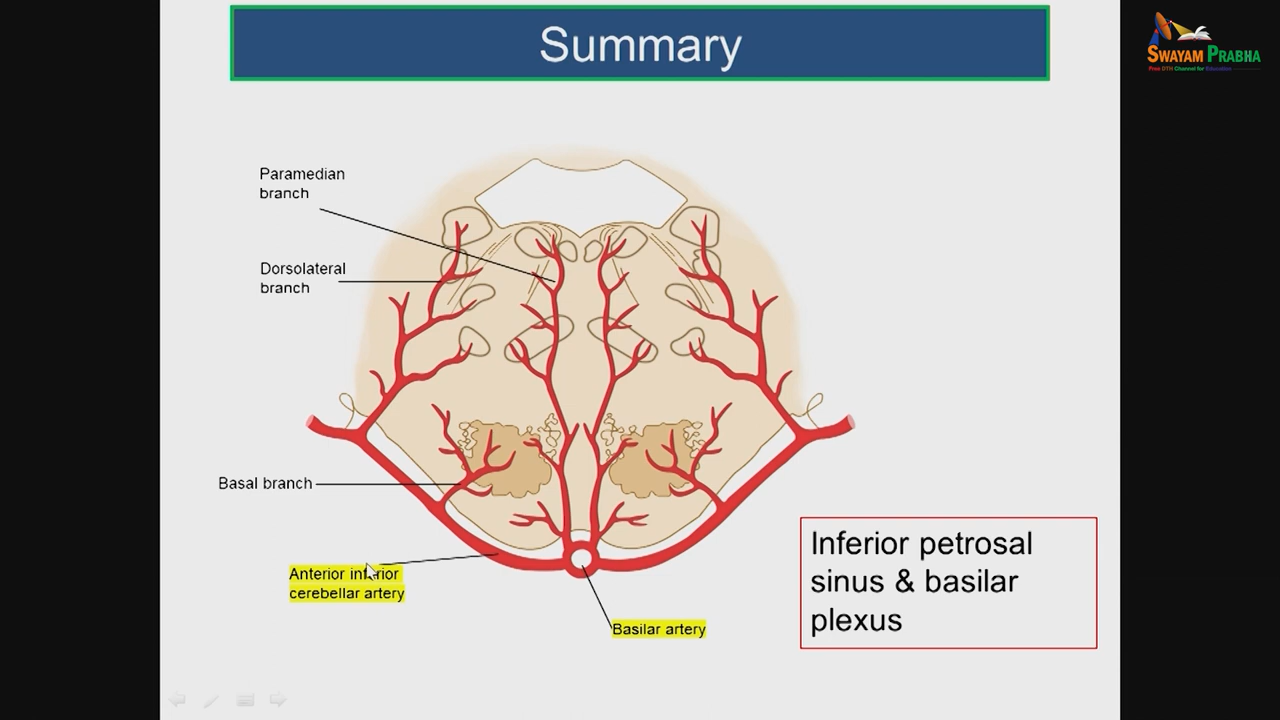 Summary
SWAYAM PRABHA
Free DTH Channel for Education
Paramedian
branch
Dorsolateral
branch
Basal branch
Anterior inferior
cerebellar artery
Basilar artery
Inferior petrosal
sinus & basilar
plexus